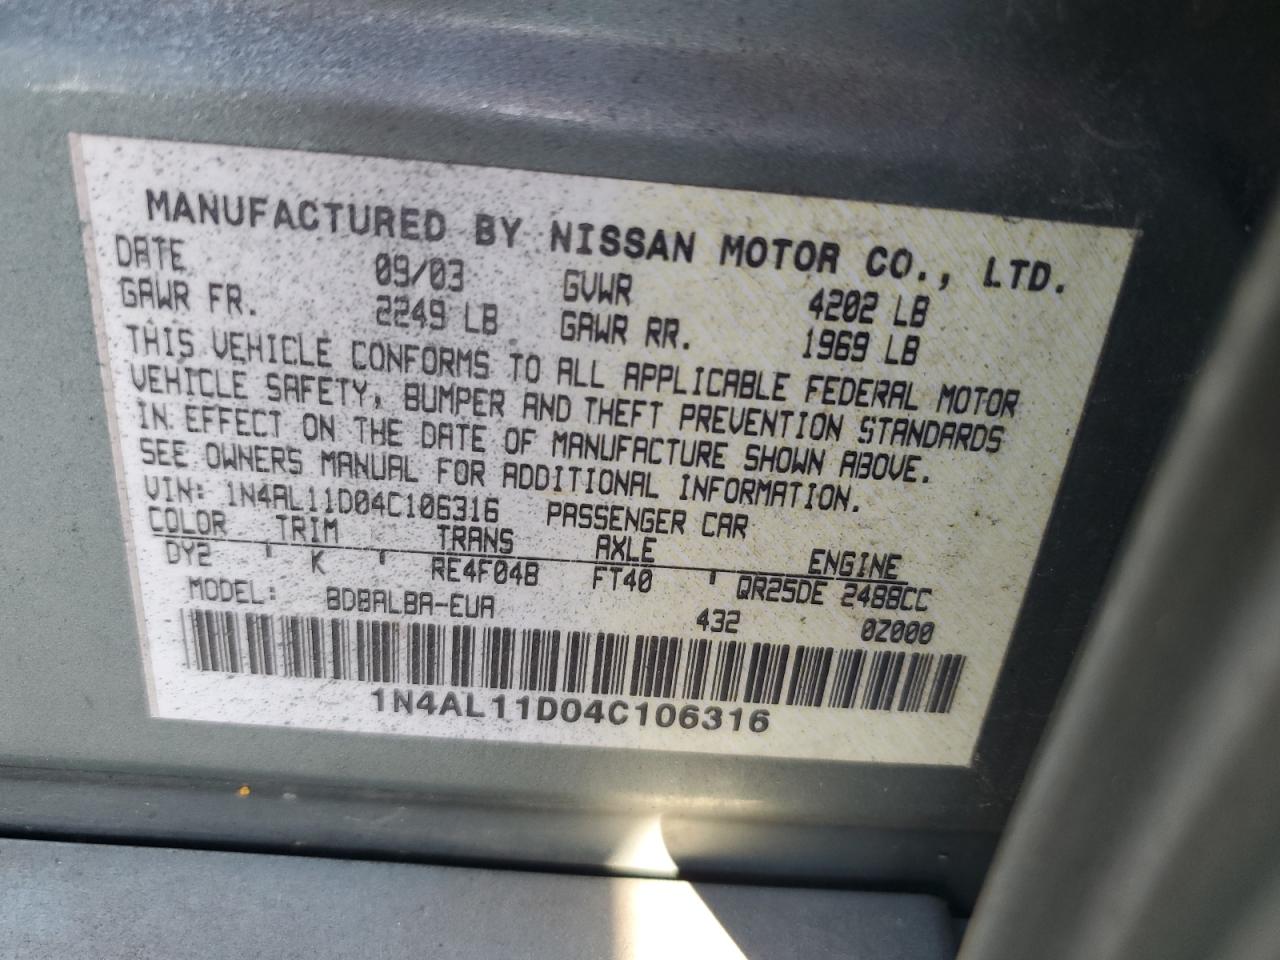 MANUFACTURED BY NISSAN MOTOR CO., LTD.
DATE 09/03 GVWR 4202 LB
GAWR FR. 2249 LB GAWR RR. 1969 LB
THIS VEHICLE CONFORMS TO ALL APPLICABLE FEDERAL MOTOR
VEHICLE SAFETY, BUMPER AND THEFT PREVENTION STANDARDS
IN EFFECT ON THE DATE OF MANUFACTURE SHOWN ABOVE.
SEE OWNERS MANUAL FOR ADDITIONAL INFORMATION.
VIN: 1N4AL11D04C106316 PASSENGER CAR
COLOR TRIM TRANS AXLE ENGINE
DY2 K RE4F04B FT40 QR25DE 2488CC
MODEL: BDBALBA-EUA 432 0Z000
1N4AL11D04C106316